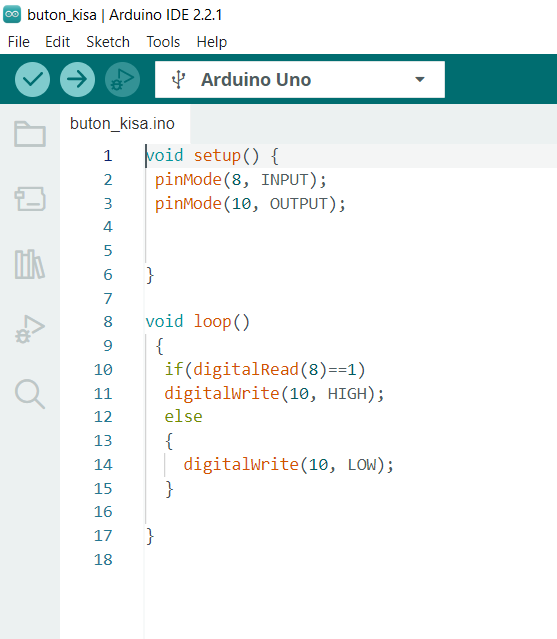 buton_kisa | Arduino IDE 2.2.1
File Edit Sketch Tools Help
Arduino Uno
buton_kisa.ino
1 void setup() {
2 pinMode(8, INPUT);
3 pinMode(10, OUTPUT);
4
5
6 }
7
8 void loop()
9 {
10 if(digitalRead(8)==1)
11 digitalWrite(10, HIGH);
12 else
13 {
14 digitalWrite(10, LOW);
15 }
16
17 }
18